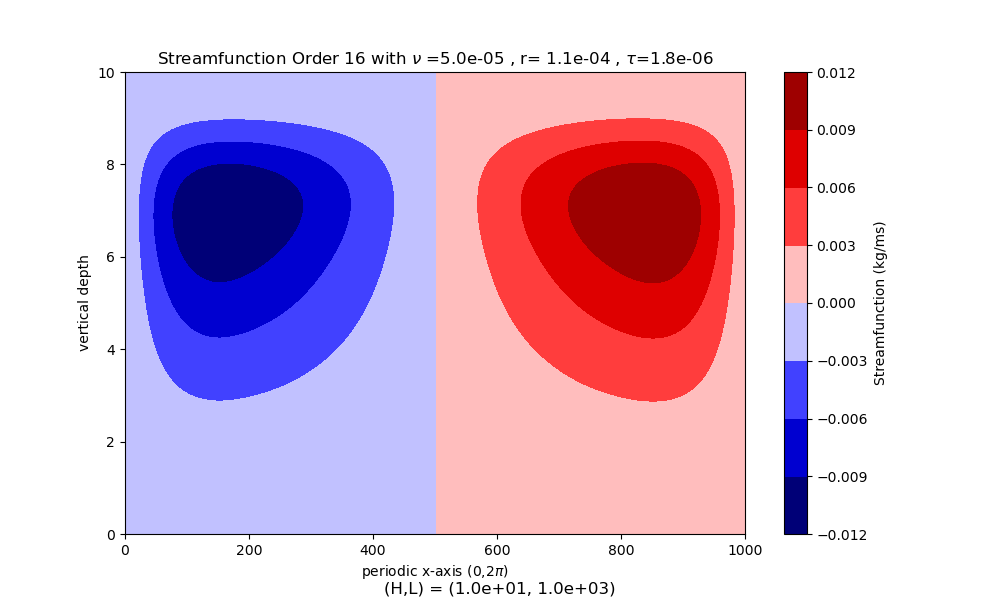 Streamfunction Order 16 with ν =5.0e-05 , r= 1.1e-04 , τ=1.8e-06
10
8
6
4
2
0
vertical depth
0 200 400 600 800 1000
periodic x-axis (0,2π)
(H,L) = (1.0e+01, 1.0e+03)
0.012
0.009
0.006
0.003
0.000
−0.003
−0.006
−0.009
−0.012
Streamfunction (kg/ms)